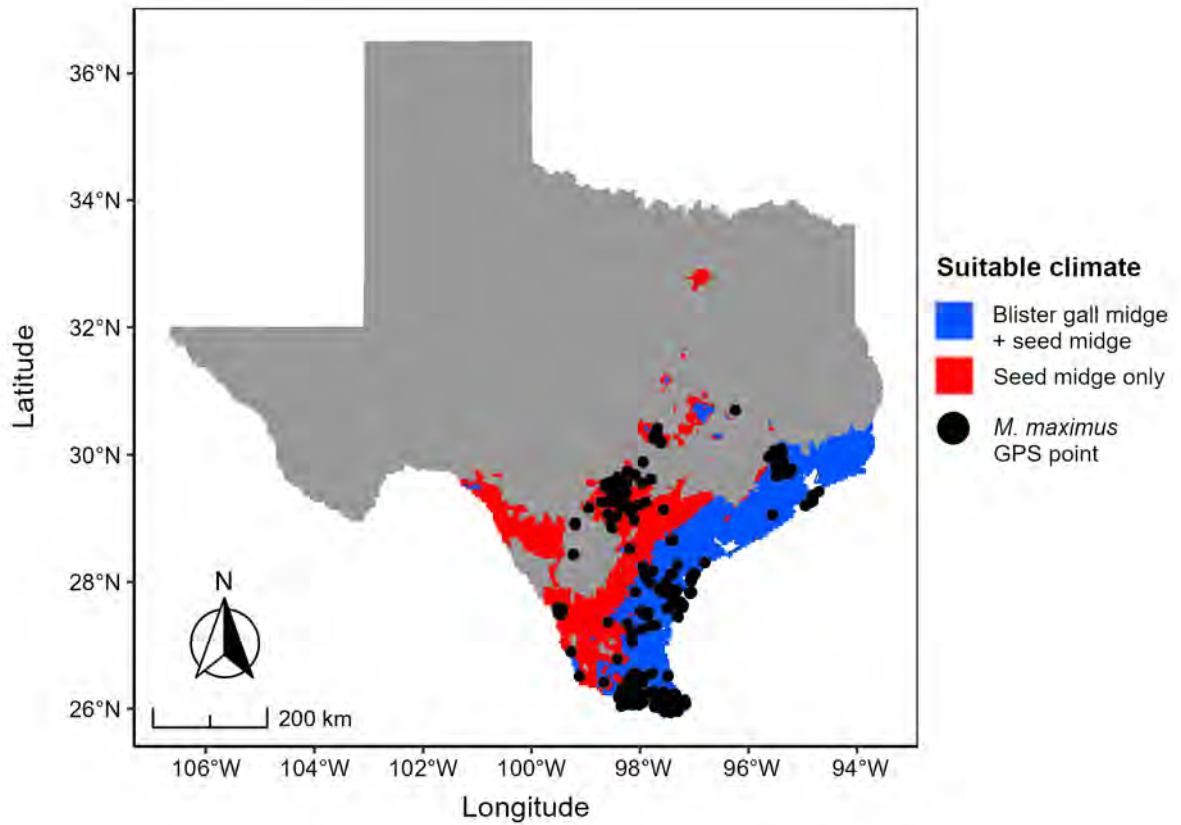 36°N
34°N
32°N
30°N
28°N
26°N
Latitude
N
200 km
106°W 104°W 102°W 100°W 98°W 96°W 94°W
Longitude
Suitable climate
Blister gall midge
+ seed midge
Seed midge only
M. maximus
GPS point